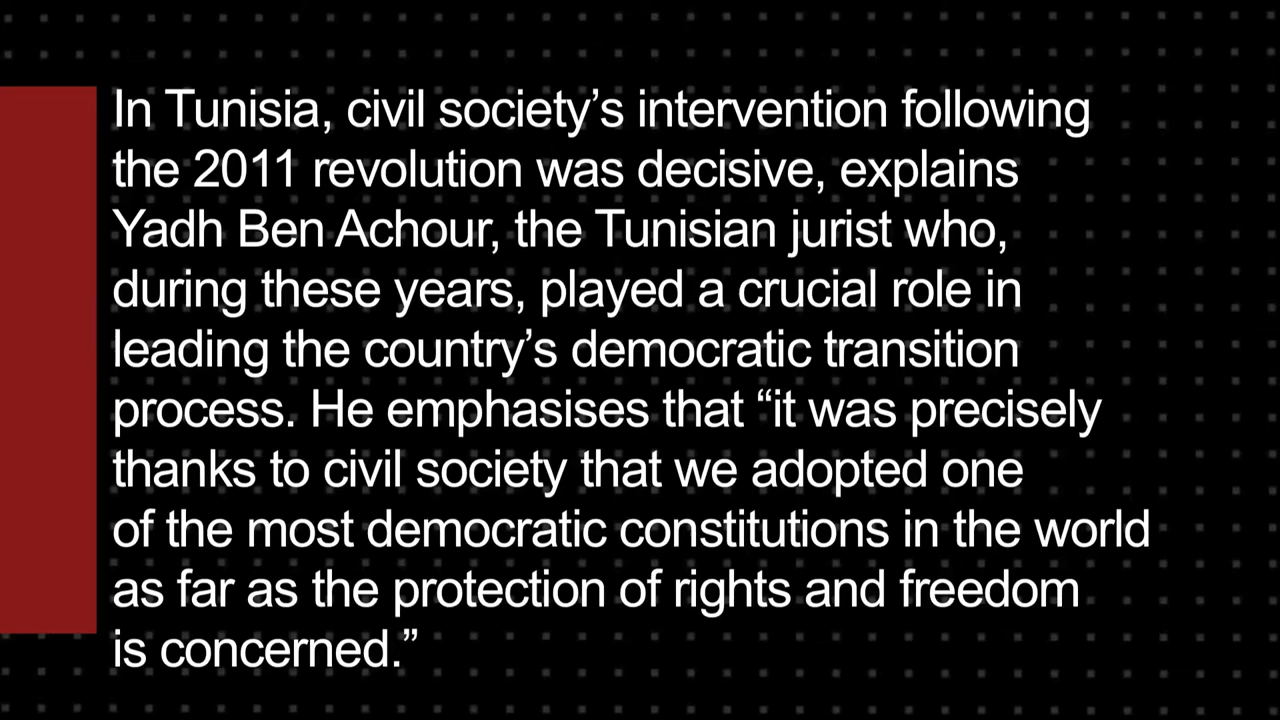 In Tunisia, civil society’s intervention following
the 2011 revolution was decisive, explains
Yadh Ben Achour, the Tunisian jurist who,
during these years, played a crucial role in
leading the country’s democratic transition
process. He emphasises that “it was precisely
thanks to civil society that we adopted one
of the most democratic constitutions in the world
as far as the protection of rights and freedom
is concerned.”